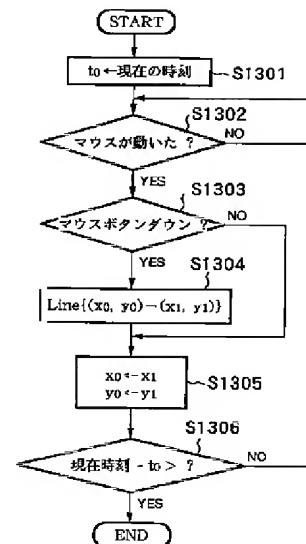 START
to←現在の時刻
S1301
S1302
マウスが動いた ?
NO
YES
S1303
マウスボタンダウン ?
NO
YES
S1304
Line{(x0, y0)−(x1, y1)}
x0←x1
y0←y1
S1305
S1306
現在時刻 - to > ?
NO
YES
END